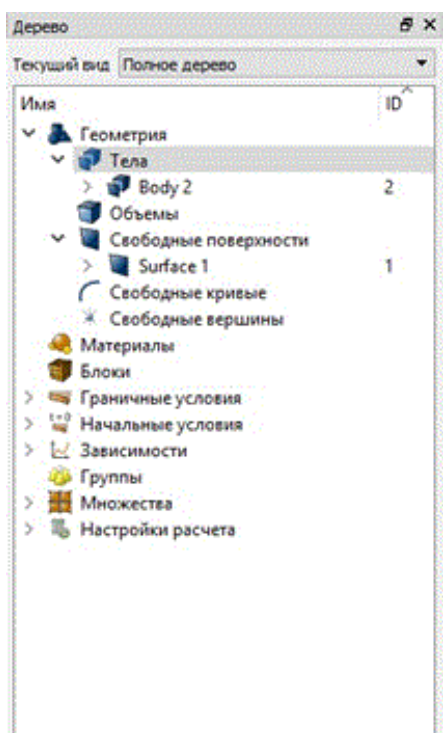 Дерево
Текущий вид Полное дерево
Имя ID
Геометрия
Тела
Body 2 2
Объемы
Свободные поверхности
Surface 1 1
Свободные кривые
Свободные вершины
Материалы
Блоки
Граничные условия
t=0 Начальные условия
Зависимости
Группы
Множества
Настройки расчета